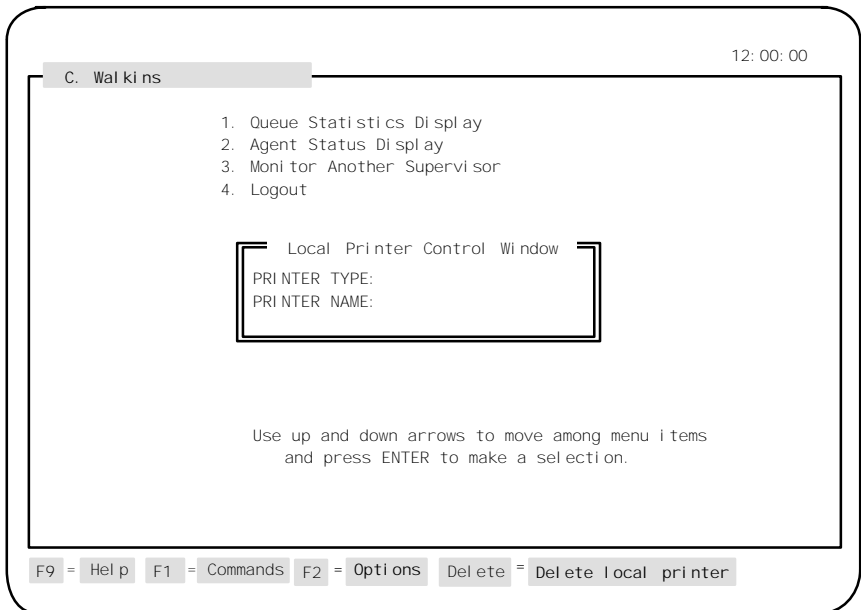 12:00:00
C. Walkins
1. Queue Statistics Display
2. Agent Status Display
3. Monitor Another Supervisor
4. Logout
Local Printer Control Window
PRINTER TYPE:
PRINTER NAME:
Use up and down arrows to move among menu items
and press ENTER to make a selection.
F9 = Help F1 = Commands F2 = Options Delete = Delete local printer